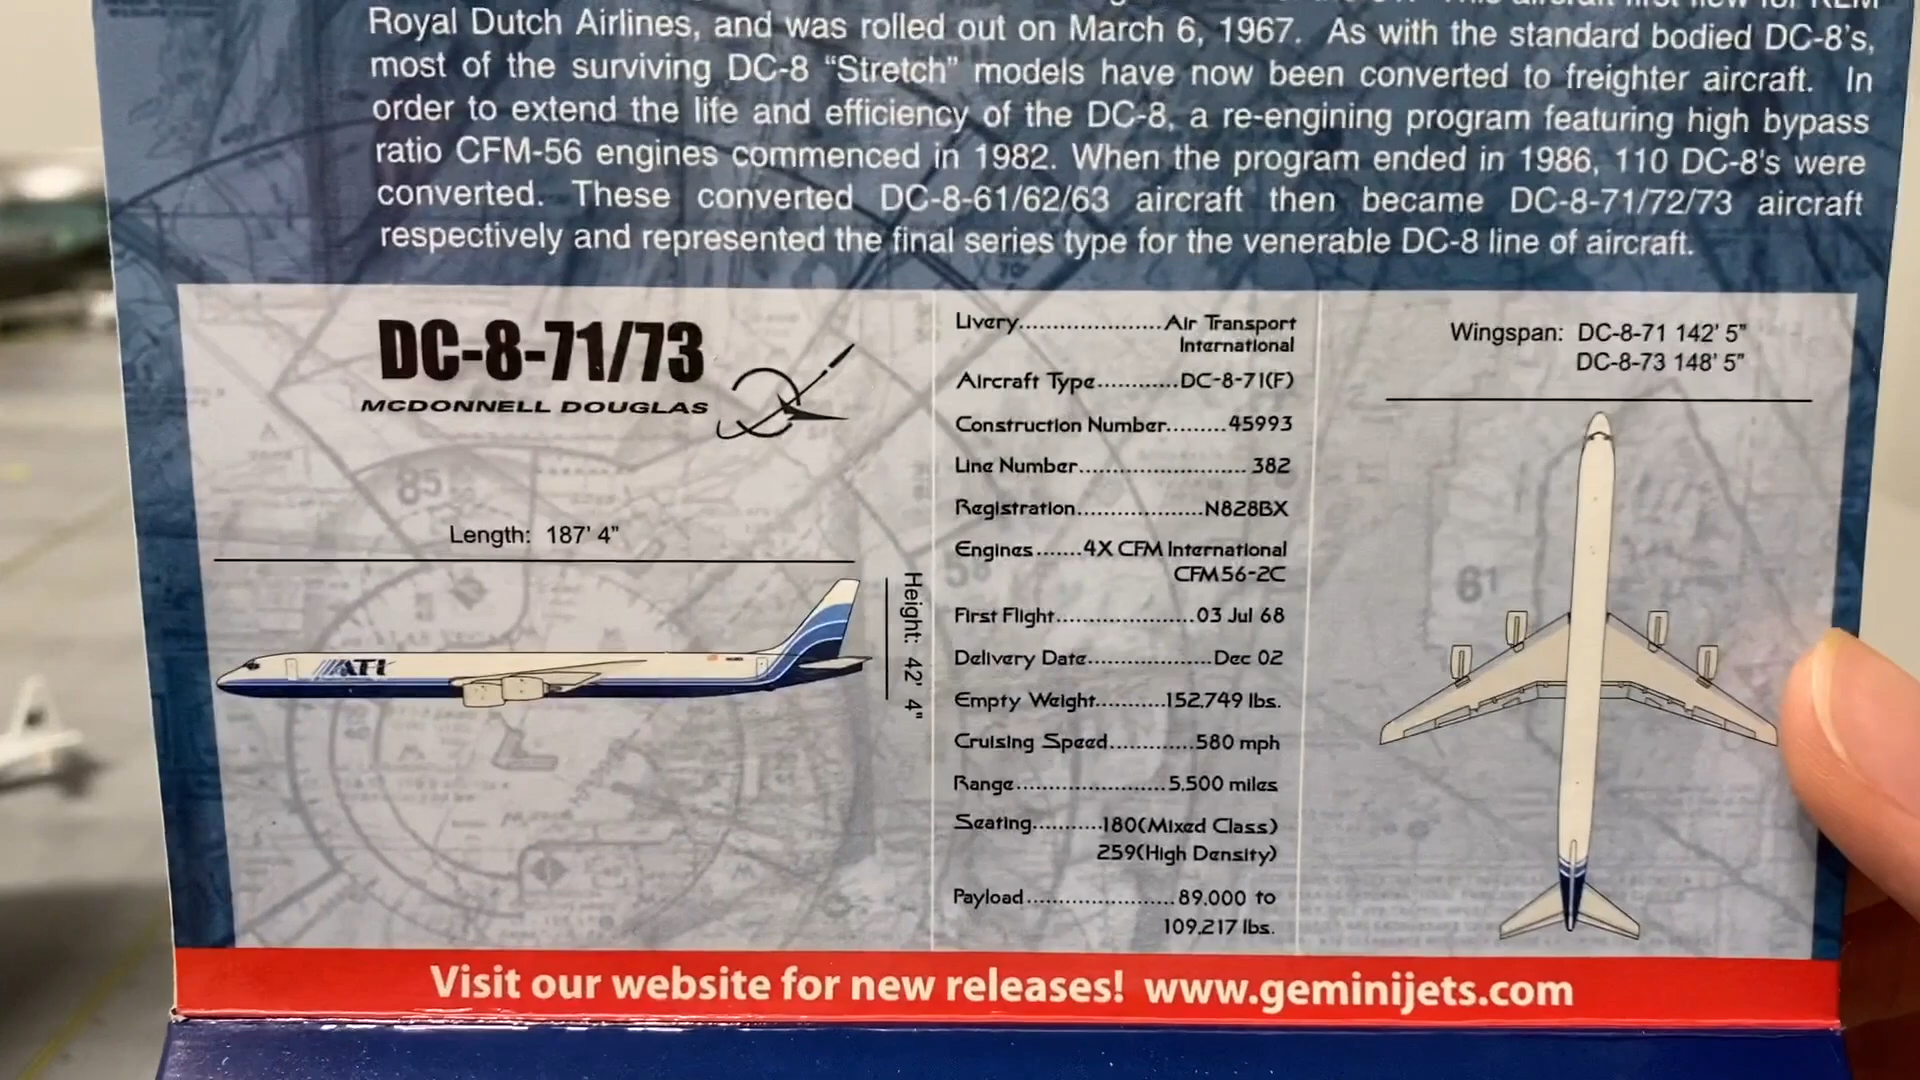 Royal Dutch Airlines, and was rolled out on March 6, 1967. As with the standard bodied DC-8's,
most of the surviving DC-8 “Stretch” models have now been converted to freighter aircraft. In
order to extend the life and efficiency of the DC-8, a re-engining program featuring high bypass
ratio CFM-56 engines commenced in 1982. When the program ended in 1986, 110 DC-8's were
converted. These converted DC-8-61/62/63 aircraft then became DC-8-71/72/73 aircraft
respectively and represented the final series type for the venerable DC-8 line of aircraft.
DC-8-71/73
MCDONNELL DOUGLAS
Length: 187' 4"
ATI
Height: 42' 4"
85
Livery......................Air Transport
International
Aircraft Type............DC-8-71(F)
Construction Number.........45993
Line Number......................... 382
Registration...................N828BX
Engines.......4X CFM International
CFM56-2C
First Flight......................03 Jul 68
Delivery Date....................Dec 02
Empty Weight...........152,749 lbs.
Cruising Speed.............580 mph
Range........................5,500 miles
Seating...........180(Mixed Class)
259(High Density)
Payload.......................89,000 to
109,217 lbs.
Wingspan: DC-8-71 142' 5"
DC-8-73 148' 5"
61
Visit our website for new releases! www.geminijets.com